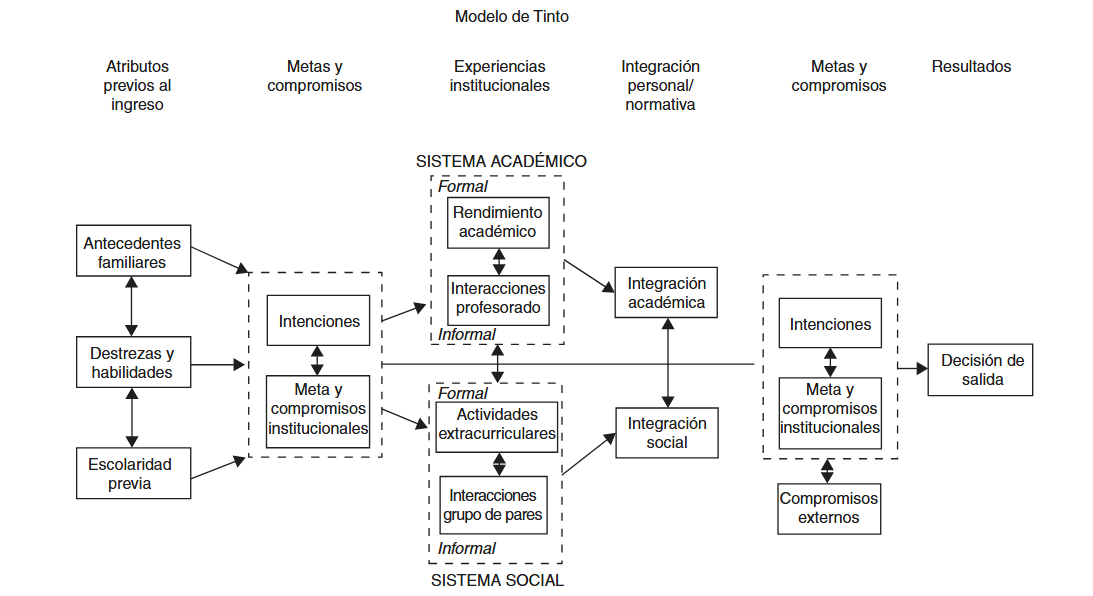 Modelo de Tinto
Atributos
previos al
ingreso
Metas y
compromisos
Experiencias
institucionales
Integración
personal/
normativa
Metas y
compromisos
Resultados
Antecedentes
familiares
Destrezas y
habilidades
Escolaridad
previa
Intenciones
Meta y
compromisos
institucionales
SISTEMA ACADÉMICO
Formal
Rendimiento
académico
Interacciones
profesorado
Informal
Formal
Actividades
extracurriculares
Interacciones
grupo de pares
Informal
SISTEMA SOCIAL
Integración
académica
Integración
social
Intenciones
Meta y
compromisos
institucionales
Compromisos
externos
Decisión de
salida